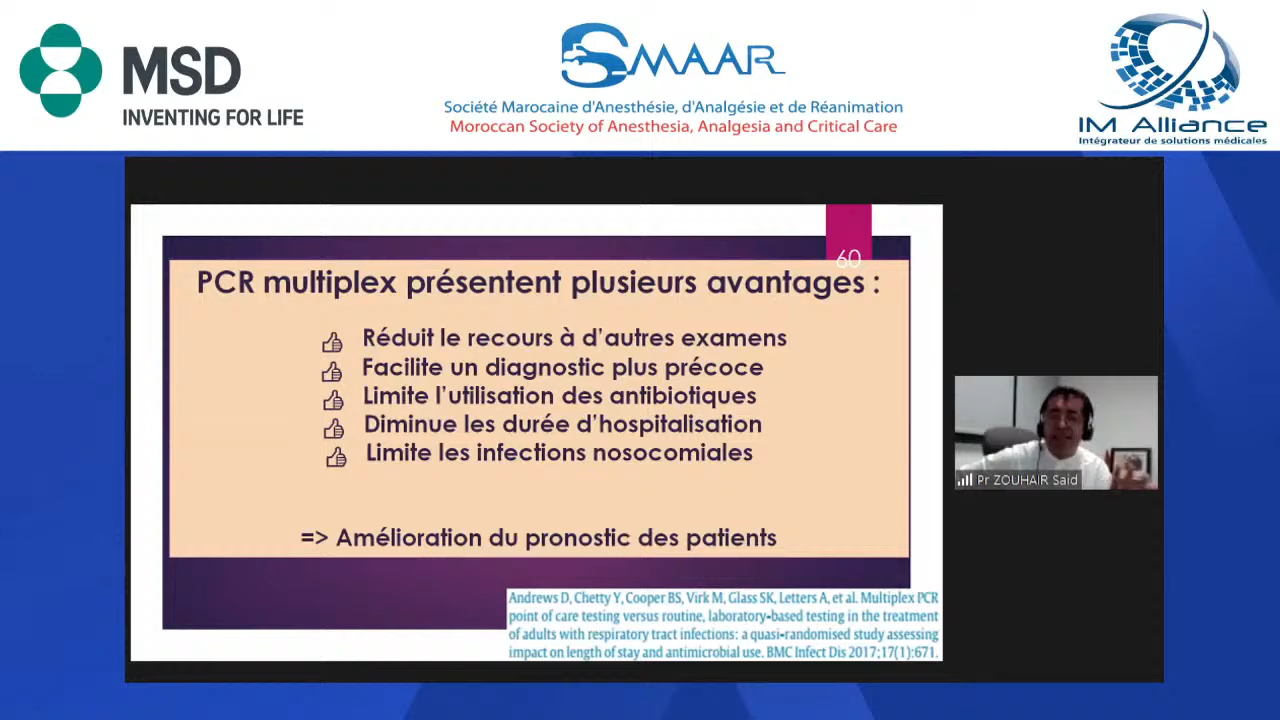 MSD
INVENTING FOR LIFE
SMAAR
Société Marocaine d'Anesthésie, d'Analgésie et de Réanimation
Moroccan Society of Anesthesia, Analgesia and Critical Care
IM Alliance
Intégrateur de solutions médicales
60
PCR multiplex présentent plusieurs avantages :
Réduit le recours à d'autres examens
Facilite un diagnostic plus précoce
Limite l'utilisation des antibiotiques
Diminue les durée d'hospitalisation
Limite les infections nosocomiales
=> Amélioration du pronostic des patients
Andrews D, Chetty Y, Cooper BS, Virk M, Glass SK, Letters A, et al. Multiplex PCR
point of care testing versus routine, laboratory-based testing in the treatment
of adults with respiratory tract infections: a quasi-randomised study assessing
impact on length of stay and antimicrobial use. BMC Infect Dis 2017;17(1):671.
Pr ZOUHAIR Said